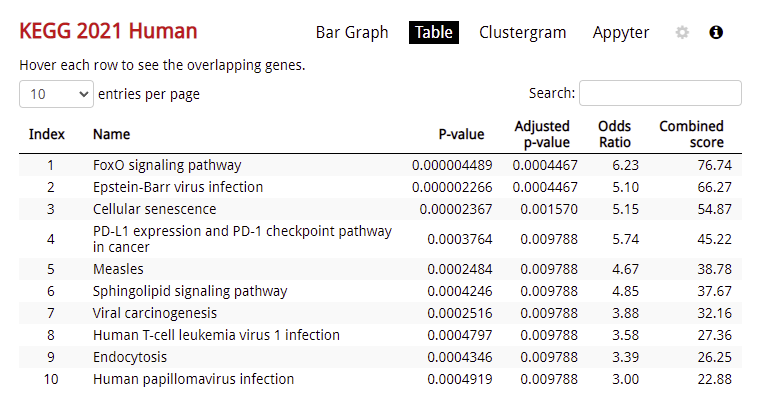 KEGG 2021 Human
Bar Graph Table Clustergram Appyter
Hover each row to see the overlapping genes.
10 entries per page Search:
Index Name P-value Adjusted p-value Odds Ratio Combined score
1 FoxO signaling pathway 0.000004489 0.0004467 6.23 76.74
2 Epstein-Barr virus infection 0.000002266 0.0004467 5.10 66.27
3 Cellular senescence 0.00002367 0.001570 5.15 54.87
4 PD-L1 expression and PD-1 checkpoint pathway in cancer 0.0003764 0.009788 5.74 45.22
5 Measles 0.0002484 0.009788 4.67 38.78
6 Sphingolipid signaling pathway 0.0004246 0.009788 4.85 37.67
7 Viral carcinogenesis 0.0002516 0.009788 3.88 32.16
8 Human T-cell leukemia virus 1 infection 0.0004797 0.009788 3.58 27.36
9 Endocytosis 0.0004346 0.009788 3.39 26.25
10 Human papillomavirus infection 0.0004919 0.009788 3.00 22.88